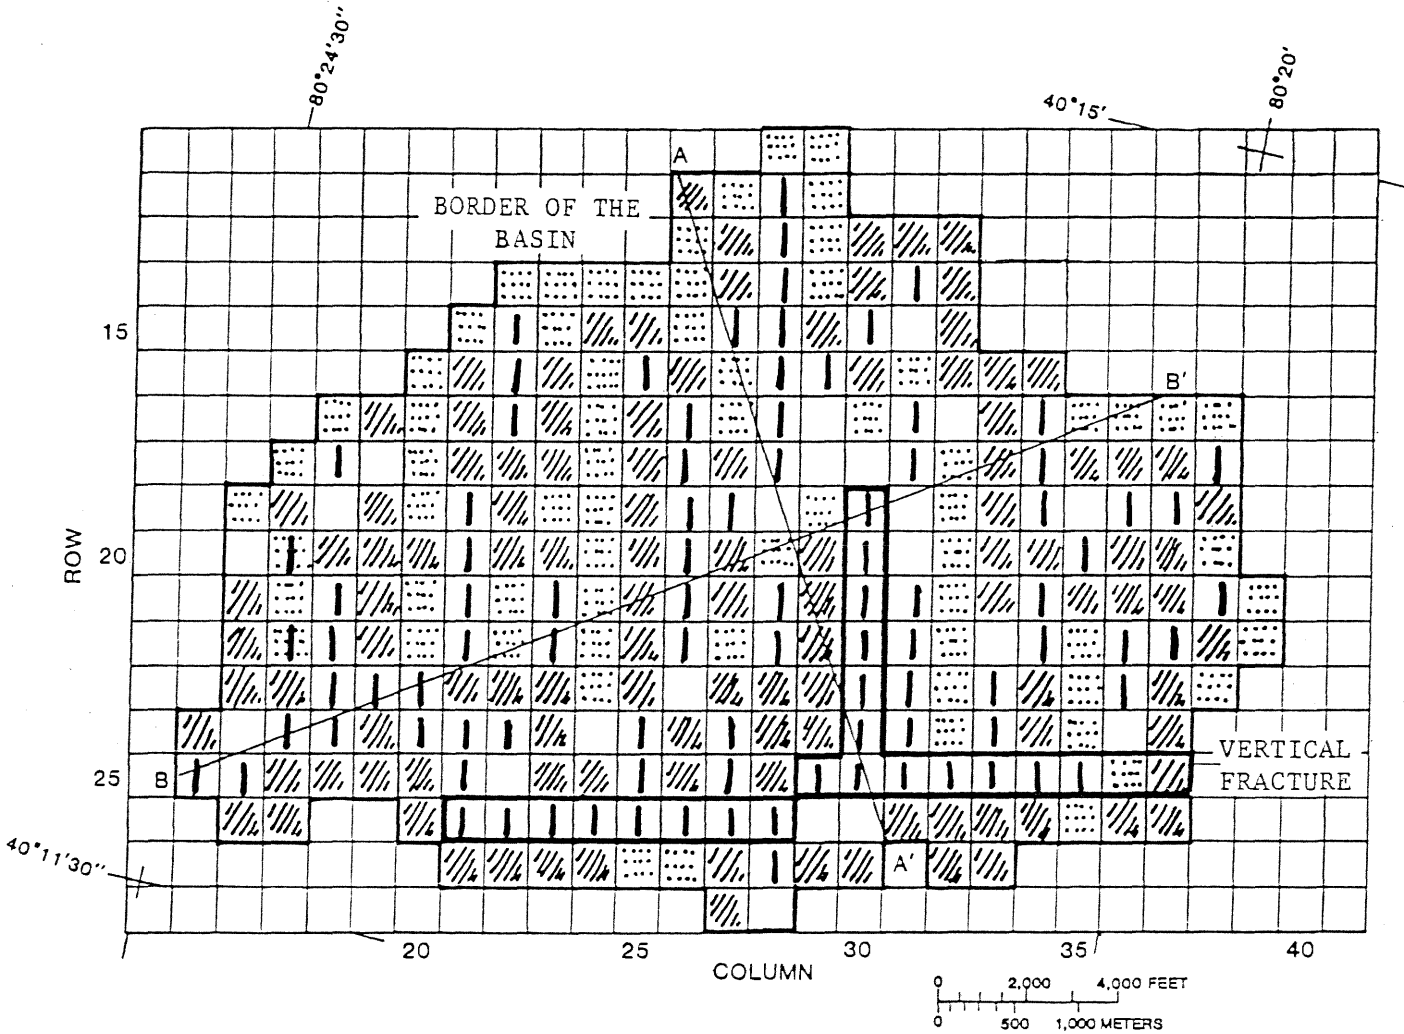 80°24'30"
80°20'
40°15'
A
BORDER OF THE
BASIN
15
B'
ROW
20
VERTICAL
FRACTURE
25
B
A'
40°11'30"
20
25
30
35
40
COLUMN
0 2,000 4,000 FEET
0 500 1,000 METERS